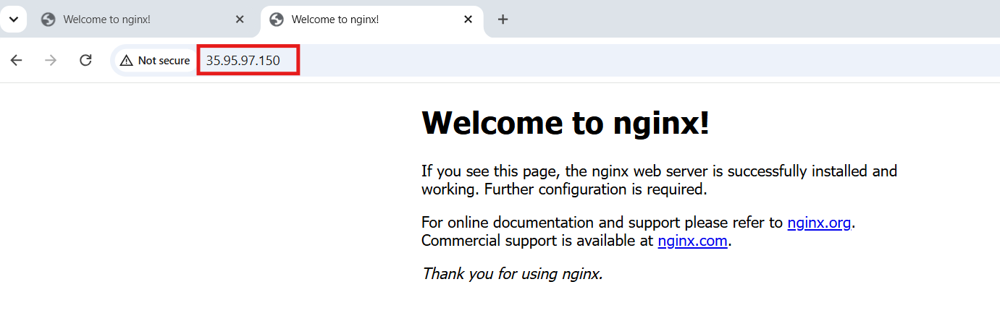 Welcome to nginx!
Welcome to nginx!
Not secure
35.95.97.150
Welcome to nginx!
If you see this page, the nginx web server is successfully installed and
working. Further configuration is required.
For online documentation and support please refer to nginx.org.
Commercial support is available at nginx.com.
Thank you for using nginx.